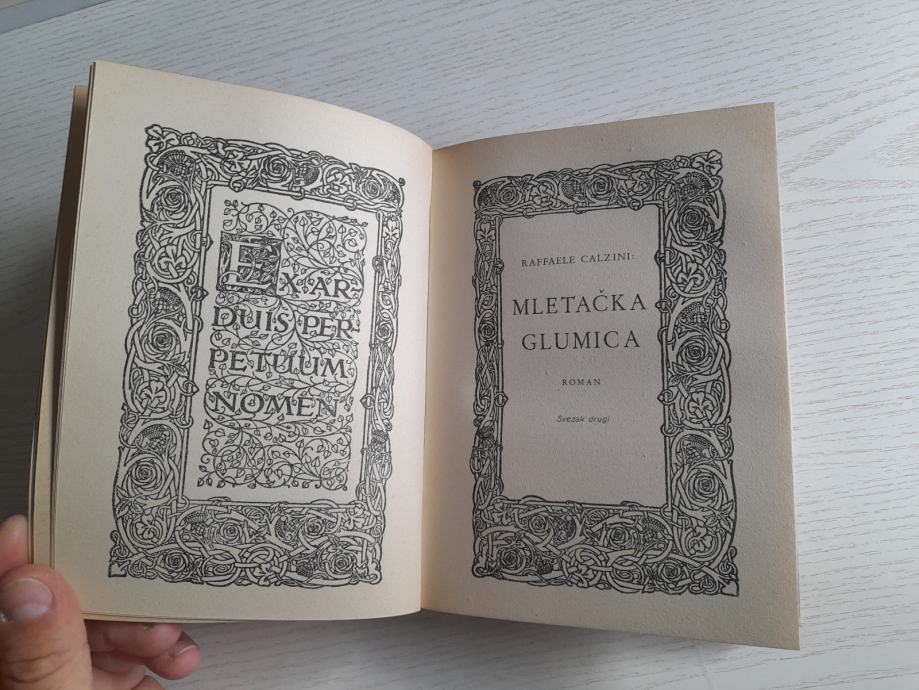 EX AR
DUIS PER
PETUUM
NOMEN
RAFFAELE CALZINI:
MLETAČKA
GLUMICA
ROMAN
Svezak drugi